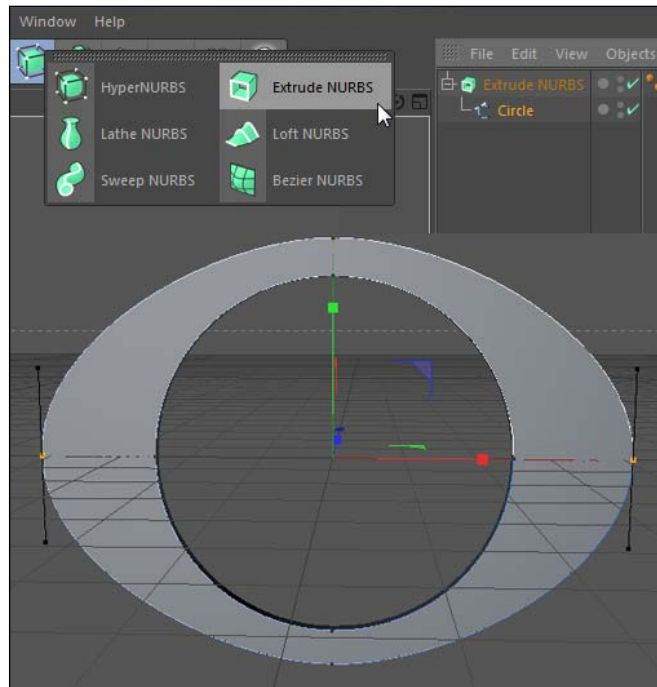 Window Help
File Edit View Objects
HyperNURBS Extrude NURBS
Lathe NURBS Loft NURBS
Sweep NURBS Bezier NURBS
Extrude NURBS
Circle